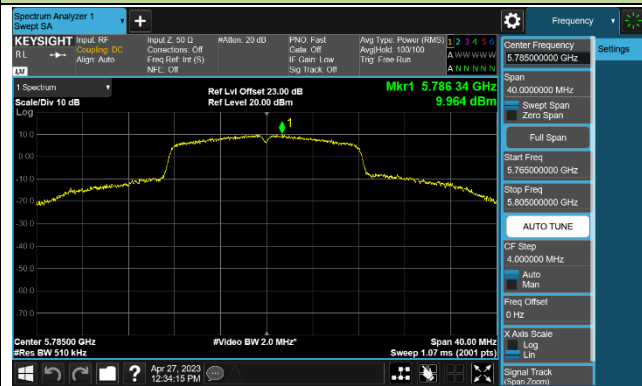 Spectrum Analyzer 1
Swept SA
Frequency
KEYSIGHT
RL
Input: RF
Coupling: DC
Align: Auto
Input Z: 50 Ω
Corrections: Off
Freq Ref: Int (S)
NFE: Off
#Atten: 20 dB
PNO: Fast
Gate: Off
IF Gain: Low
Sig Track: Off
Avg Type: Power (RMS)
Avg|Hold: 100/100
Trig: Free Run
1 2 3 4 5 6
A W W W W W
A N N N N N
LXI
1 Spectrum
Scale/Div 10 dB
Log
Ref Lvl Offset 23.00 dB
Ref Level 20.00 dBm
Mkr1 5.786 34 GHz
9.964 dBm
1
10.0
0.00
-10.0
-20.0
-30.0
-40.0
-50.0
-60.0
-70.0
Center 5.78500 GHz
#Res BW 510 kHz
#Video BW 2.0 MHz*
Span 40.00 MHz
Sweep 1.07 ms (2001 pts)
Center Frequency
5.785000000 GHz
Settings
Span
40.0000000 MHz
Swept Span
Zero Span
Full Span
Start Freq
5.765000000 GHz
Stop Freq
5.805000000 GHz
AUTO TUNE
CF Step
4.000000 MHz
Auto
Man
Freq Offset
0 Hz
X Axis Scale
Log
Lin
Signal Track
(Span Zoom)
Apr 27, 2023
12:34:15 PM